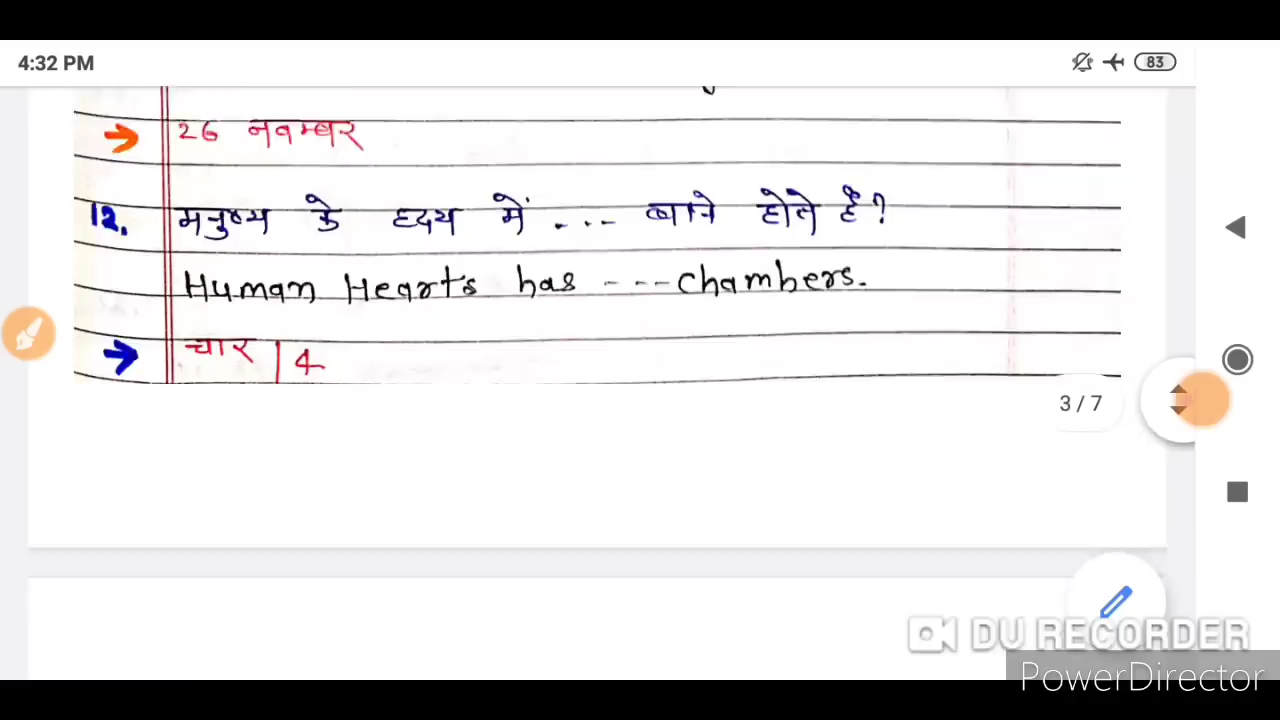 4:32 PM
83
26 नवम्बर
12. मनुष्य के हृदय में .... खाने होते हैं?
Human Hearts has ---- chambers.
चार | 4
3 / 7
DU RECORDER
PowerDirector